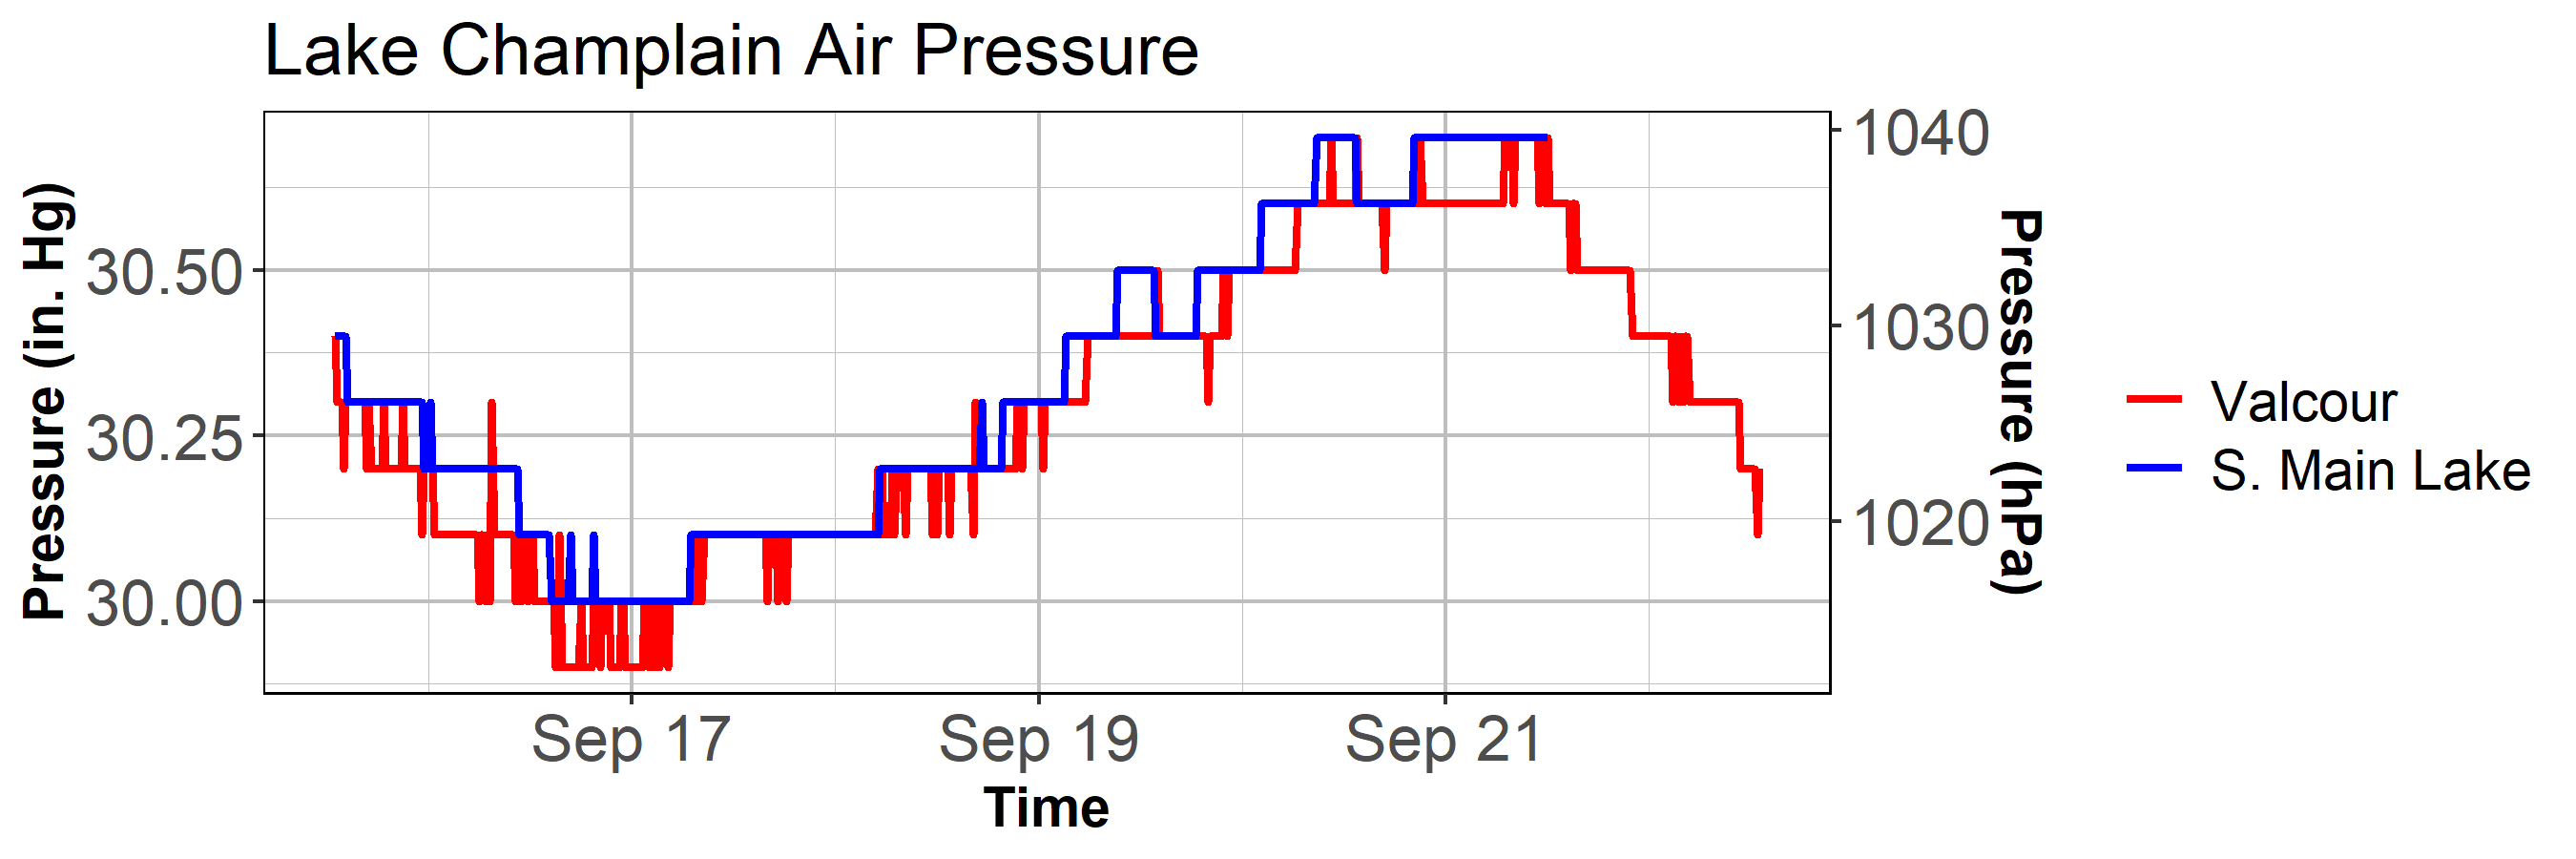 Lake Champlain Air Pressure
Pressure (in. Hg)
30.50
30.25
30.00
1040
1030
1020
Pressure (hPa)
Valcour
S. Main Lake
Sep 17
Sep 19
Sep 21
Time